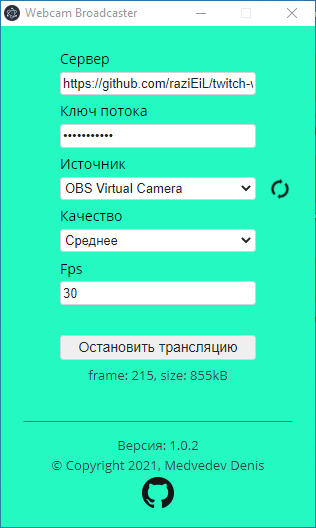 Webcam Broadcaster
Сервер
https://github.com/raziEiL/twitch-
Ключ потока
•••••••••••
Источник
OBS Virtual Camera
Качество
Среднее
Fps
30
Остановить трансляцию
frame: 215, size: 855kB
Версия: 1.0.2
© Copyright 2021, Medvedev Denis